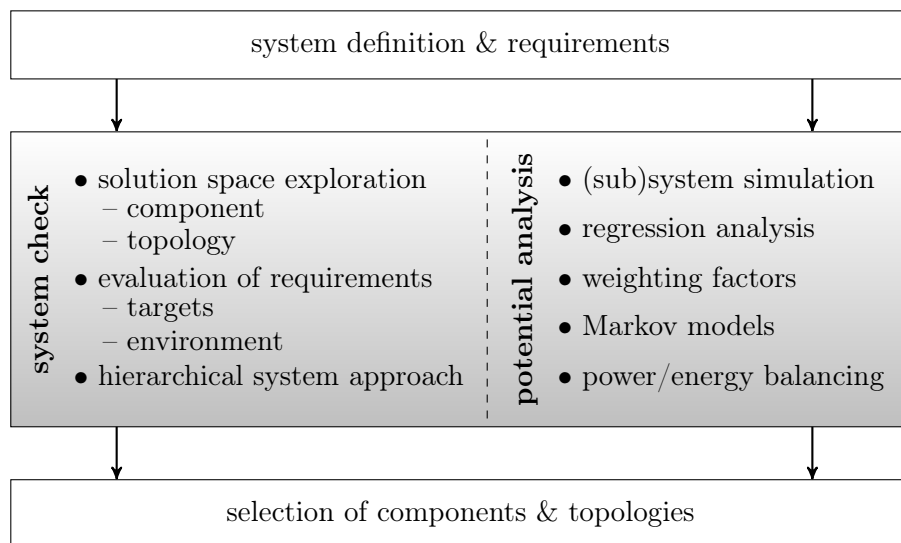 system definition & requirements
system check
• solution space exploration
– component
– topology
• evaluation of requirements
– targets
– environment
• hierarchical system approach
potential analysis
• (sub)system simulation
• regression analysis
• weighting factors
• Markov models
• power/energy balancing
selection of components & topologies